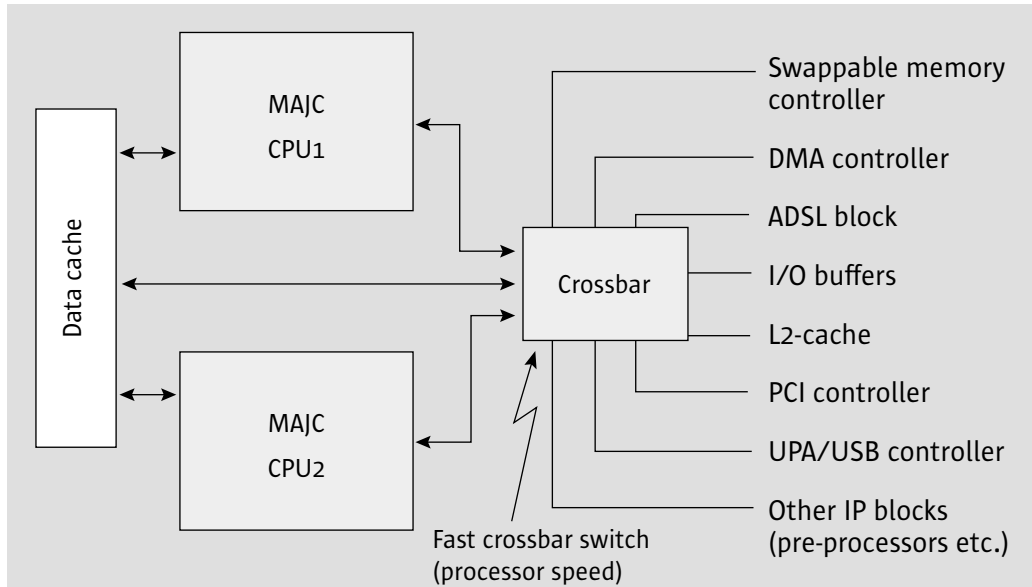 MAJC
CPU1
Data cache
MAJC
CPU2
Crossbar
Fast crossbar switch
(processor speed)
Swappable memory
controller
DMA controller
ADSL block
I/O buffers
L2-cache
PCI controller
UPA/USB controller
Other IP blocks
(pre-processors etc.)